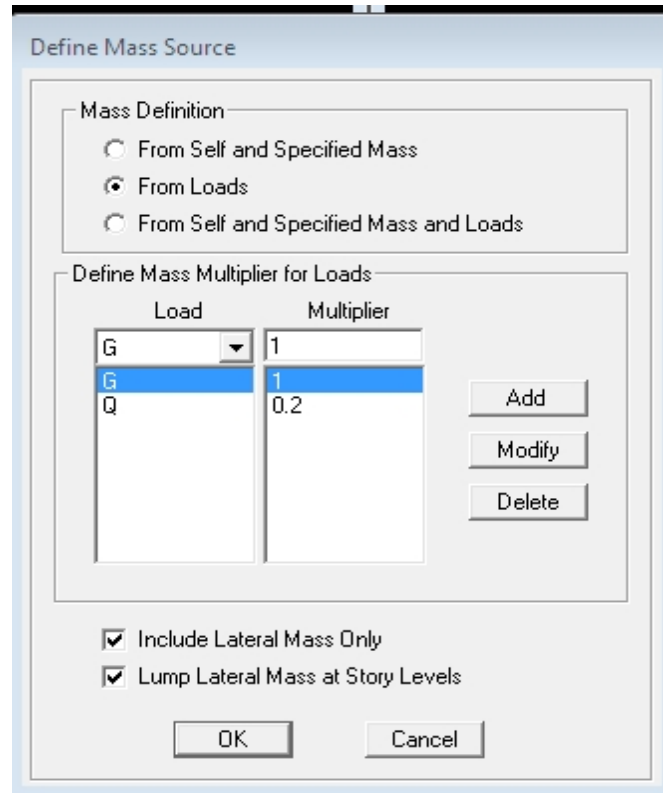 Define Mass Source
Mass Definition
From Self and Specified Mass
From Loads
From Self and Specified Mass and Loads
Define Mass Multiplier for Loads
Load Multiplier
G 1
G 1
Q 0.2
Add
Modify
Delete
Include Lateral Mass Only
Lump Lateral Mass at Story Levels
OK Cancel